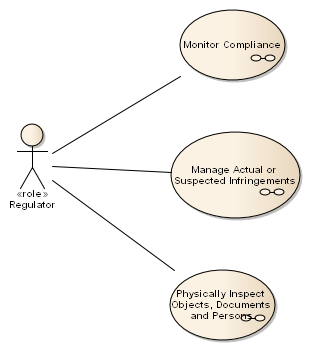 Monitor Compliance
Manage Actual or
Suspected Infringements
«role»
Regulator
Physically Inspect
Objects, Documents
and Persons